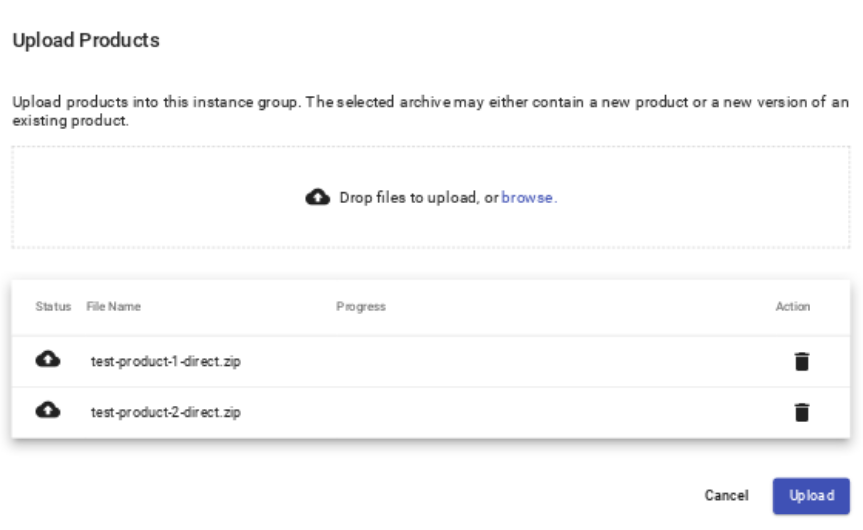 Upload Products
Upload products into this instance group. The selected archive may either contain a new product or a new version of an
existing product.
Drop files to upload, or browse.
Status File Name Progress Action
test-product-1-direct.zip
test-product-2-direct.zip
Cancel Upload